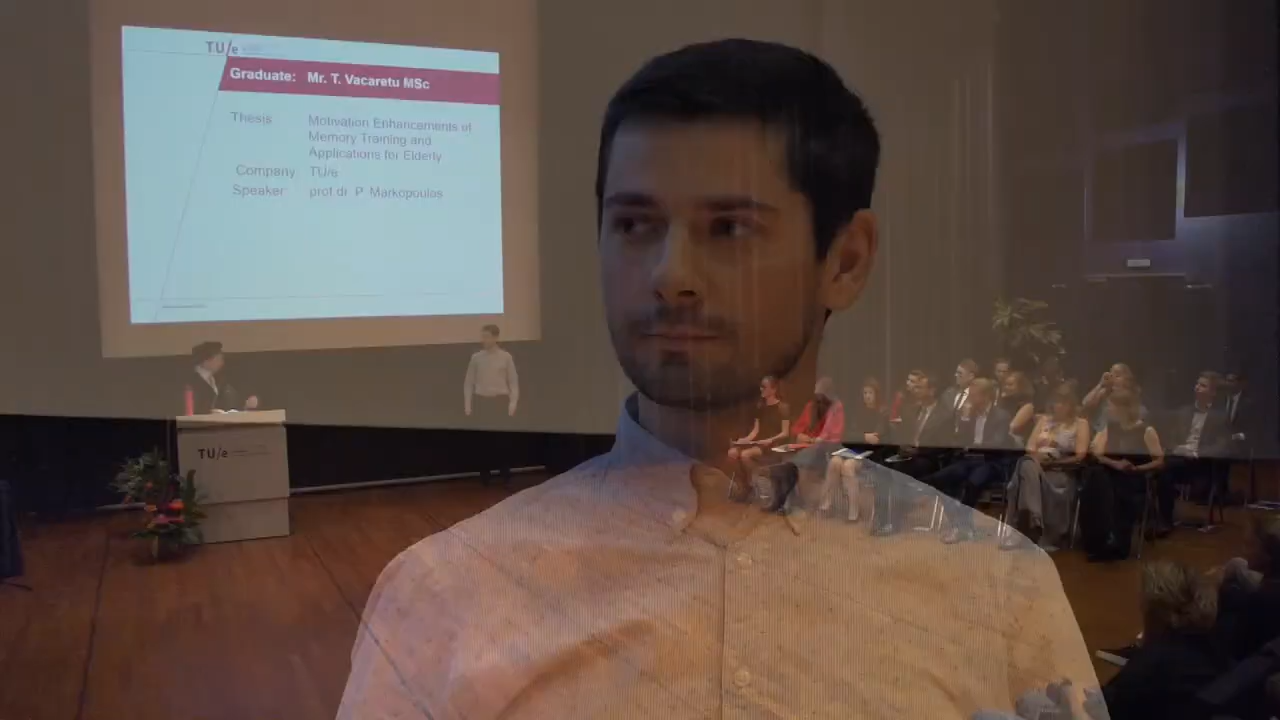 TU/e
Graduate: Mr. T. Vacaretu MSc
Thesis Motivation Enhancements of
Memory Training and
Applications for Elderly
Company TU/e
Speaker prof dr P Markopoulos
TU/e